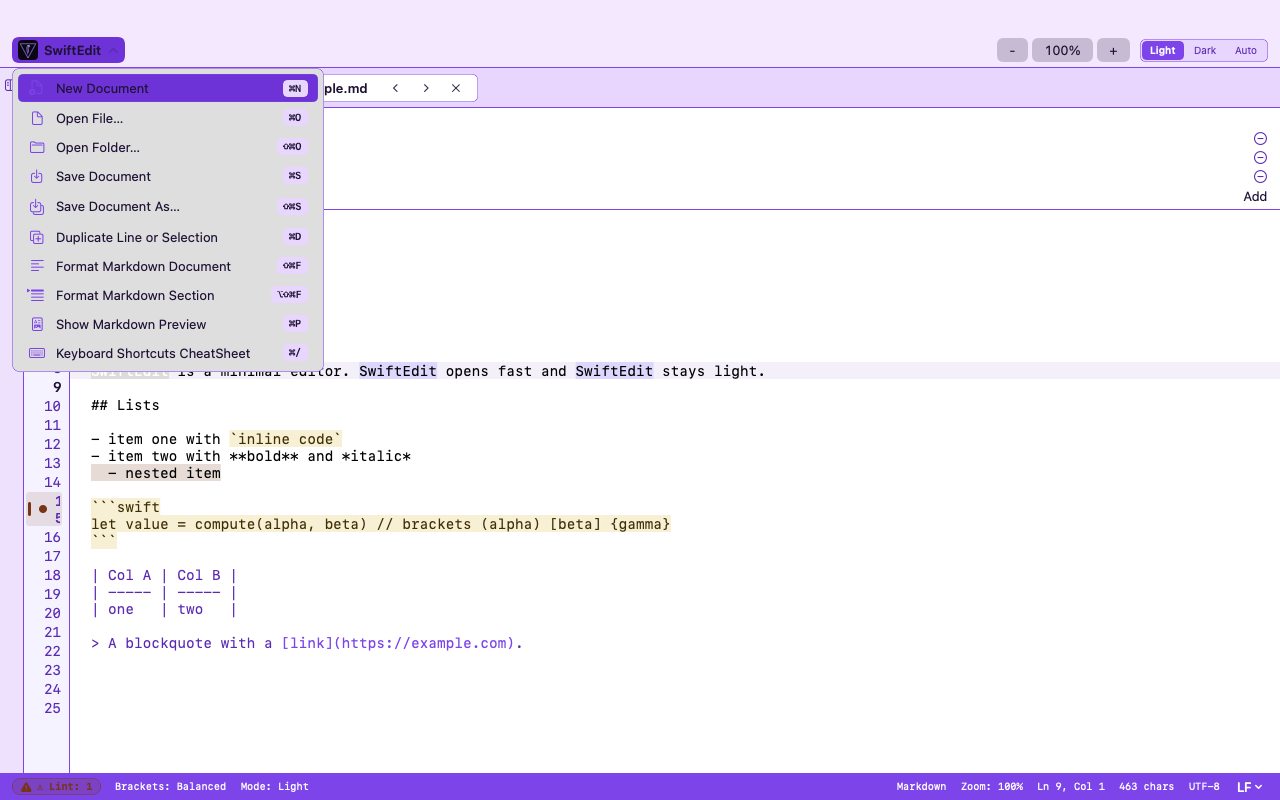 SwiftEdit
- 100% + Light Dark Auto
New Document ⌘N
ple.md
Open File... ⌘O
Open Folder... ⇧⌘O
Save Document ⌘S
Save Document As... ⇧⌘S
Add
Duplicate Line or Selection ⌘D
Format Markdown Document ⇧⌘F
Format Markdown Section ⌥⇧⌘F
Show Markdown Preview ⌘P
Keyboard Shortcuts CheatSheet ⌘/
SwiftEdit is a minimal editor. SwiftEdit opens fast and SwiftEdit stays light.
9
10 ## Lists
11
12 - item one with `inline code`
13 - item two with **bold** and *italic*
14 - nested item
15 ```swift
let value = compute(alpha, beta) // brackets (alpha) [beta] {gamma}
16 ```
17
18 | Col A | Col B |
19 | ----- | ----- |
20 | one | two |
21
22 > A blockquote with a [link](https://example.com).
23
24
25
⚠ Lint: 1 Brackets: Balanced Mode: Light Markdown Zoom: 100% Ln 9, Col 1 463 chars UTF-8 LF